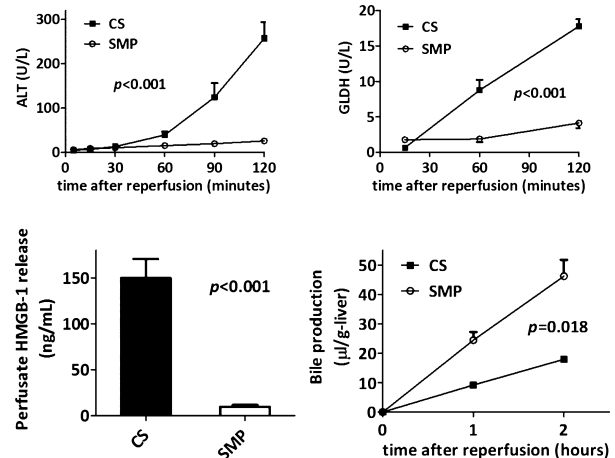 ALT (U/L)
300
200
100
0
CS
SMP
p<0.001
0 30 60 90 120
time after reperfusion (minutes)
GLDH (U/L)
20
15
10
5
0
CS
SMP
p<0.001
0 30 60 90 120
time after reperfusion (minutes)
Perfusate HMGB-1 release
(ng/mL)
150
100
50
0
p<0.001
CS
SMP
Bile production
(μl/g-liver)
50
40
30
20
10
0
CS
SMP
p=0.018
0 1 2
time after reperfusion (hours)